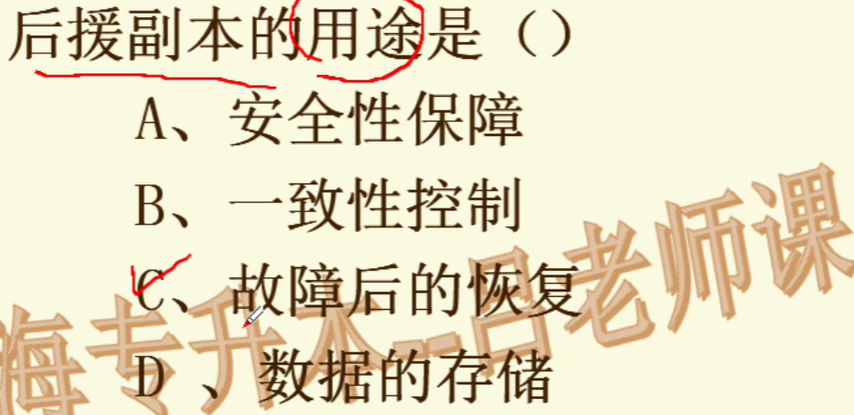 后援副本的用途是（）
A、安全性保障
B、一致性控制
C、故障后的恢复
D 、数据的存储
海专升本--吕老师课